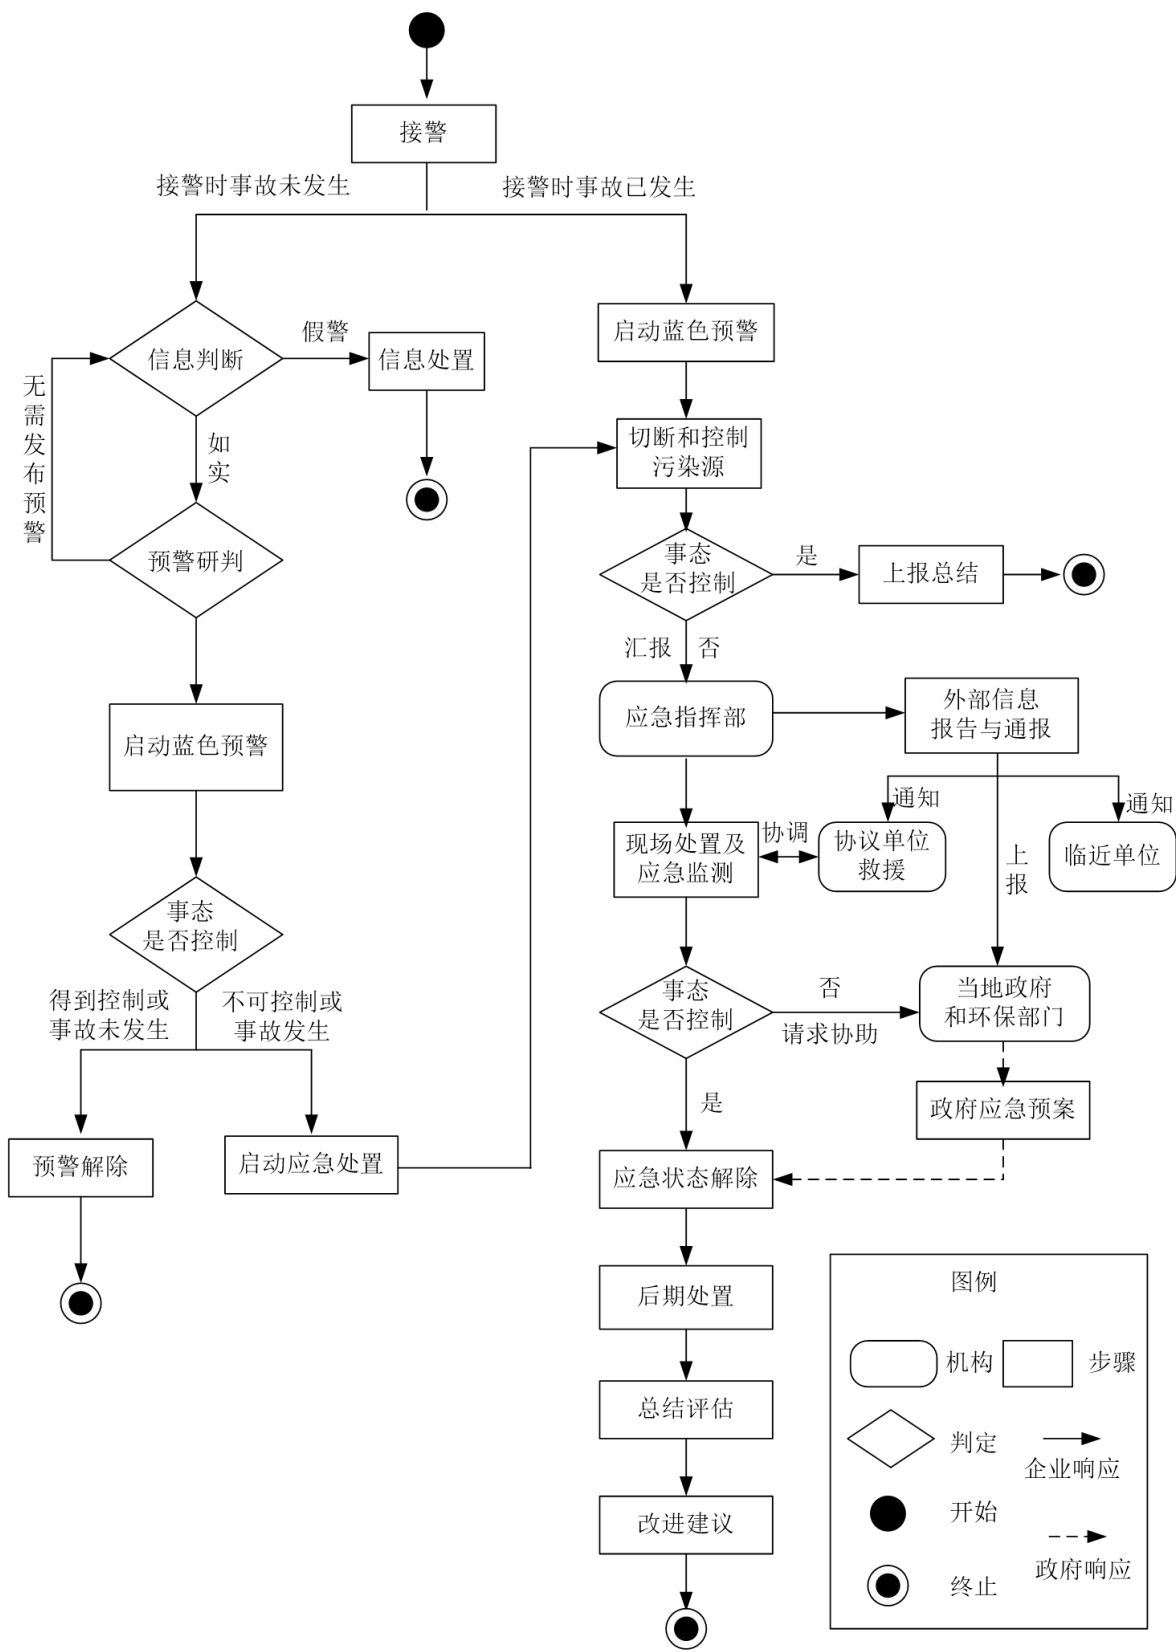 接警
接警时事故未发生
接警时事故已发生
启动蓝色预警
假警
信息判断
信息处置
无需发布预警
如实
切断和控制
污染源
预警研判
事态
是否控制
是
上报总结
汇报
否
应急指挥部
外部信息
报告与通报
启动蓝色预警
通知
通知
现场处置及
应急监测
协调
协议单位
救援
临近单位
上报
事态
是否控制
得到控制或
事故未发生
不可控制或
事故发生
事态
是否控制
否
请求协助
当地政府
和环保部门
是
政府应急预案
预警解除
启动应急处置
应急状态解除
后期处置
总结评估
改进建议
图例
机构
步骤
判定
企业响应
开始
政府响应
终止